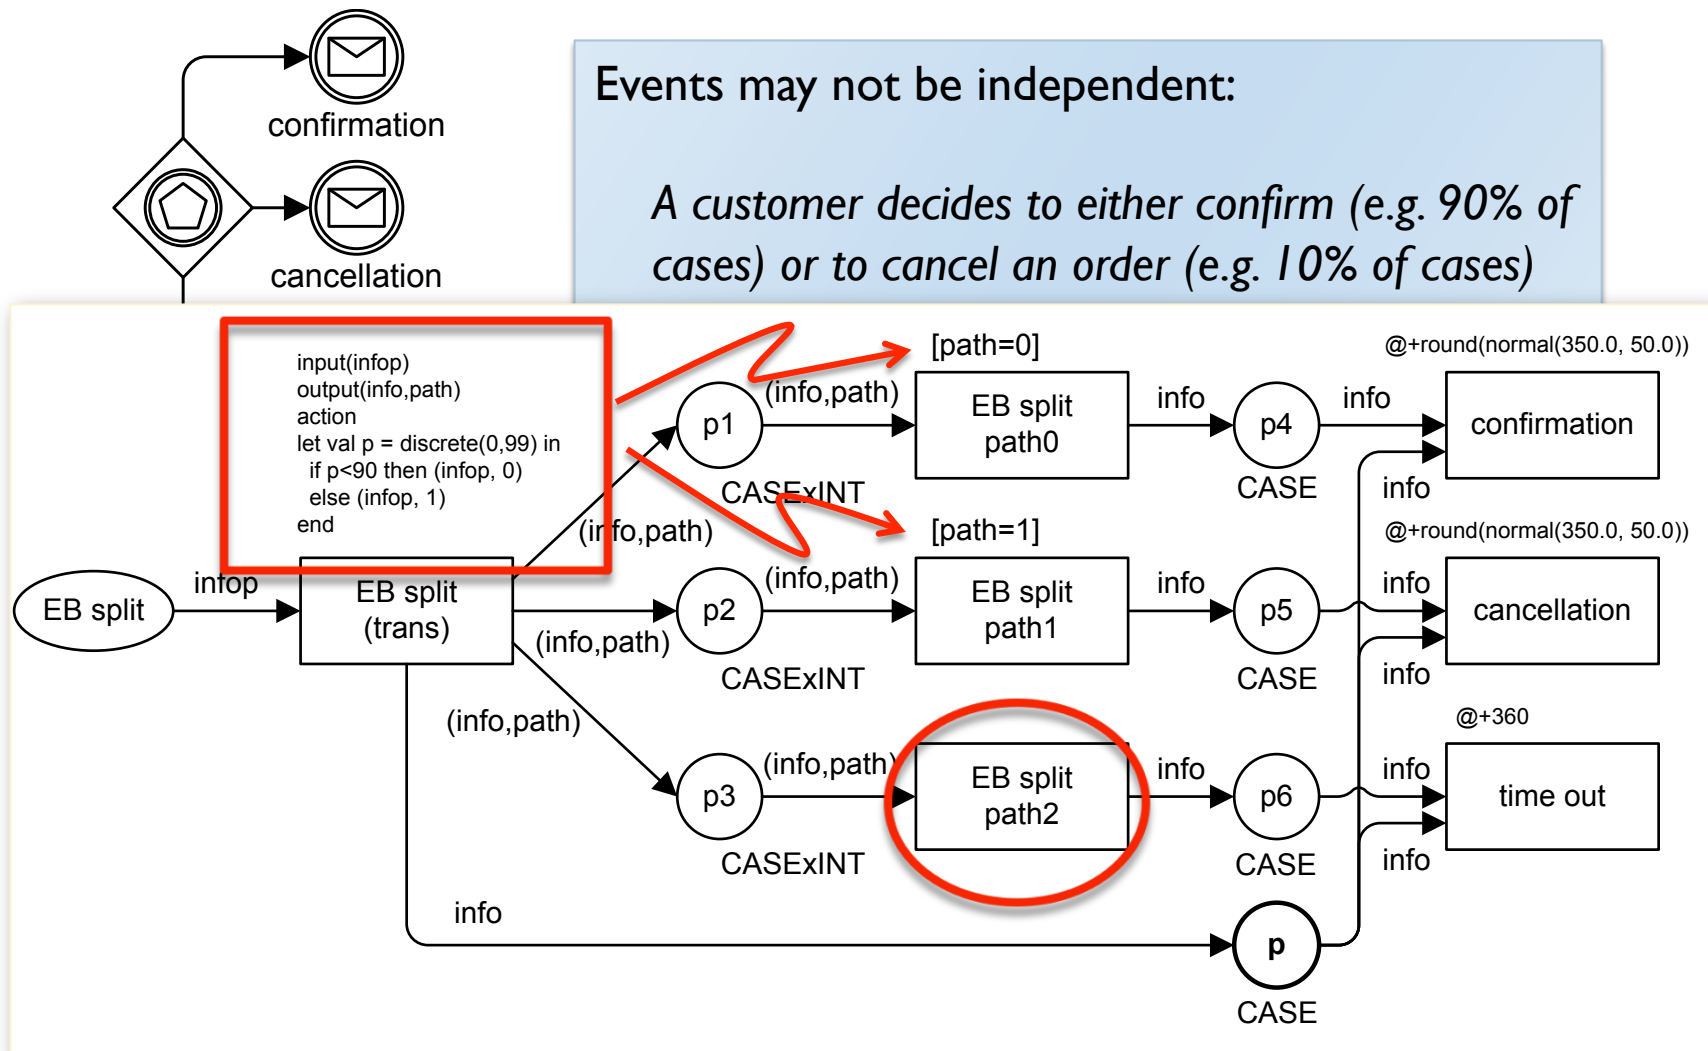 confirmation
cancellation
Events may not be independent:
A customer decides to either confirm (e.g. 90% of
cases) or to cancel an order (e.g. 10% of cases)
input(infop)
output(info,path)
action
let val p = discrete(0,99) in
if p<90 then (infop, 0)
else (infop, 1)
end
EB split
infop
EB split
(trans)
(info,path)
(info,path)
(info,path)
info
p1
CASExINT
(info,path)
[path=0]
EB split
path0
info
p4
CASE
info
info
@+round(normal(350.0, 50.0))
confirmation
p2
CASExINT
(info,path)
[path=1]
EB split
path1
info
p5
CASE
info
info
@+round(normal(350.0, 50.0))
cancellation
p3
CASExINT
(info,path)
EB split
path2
info
p6
CASE
info
info
@+360
time out
p
CASE